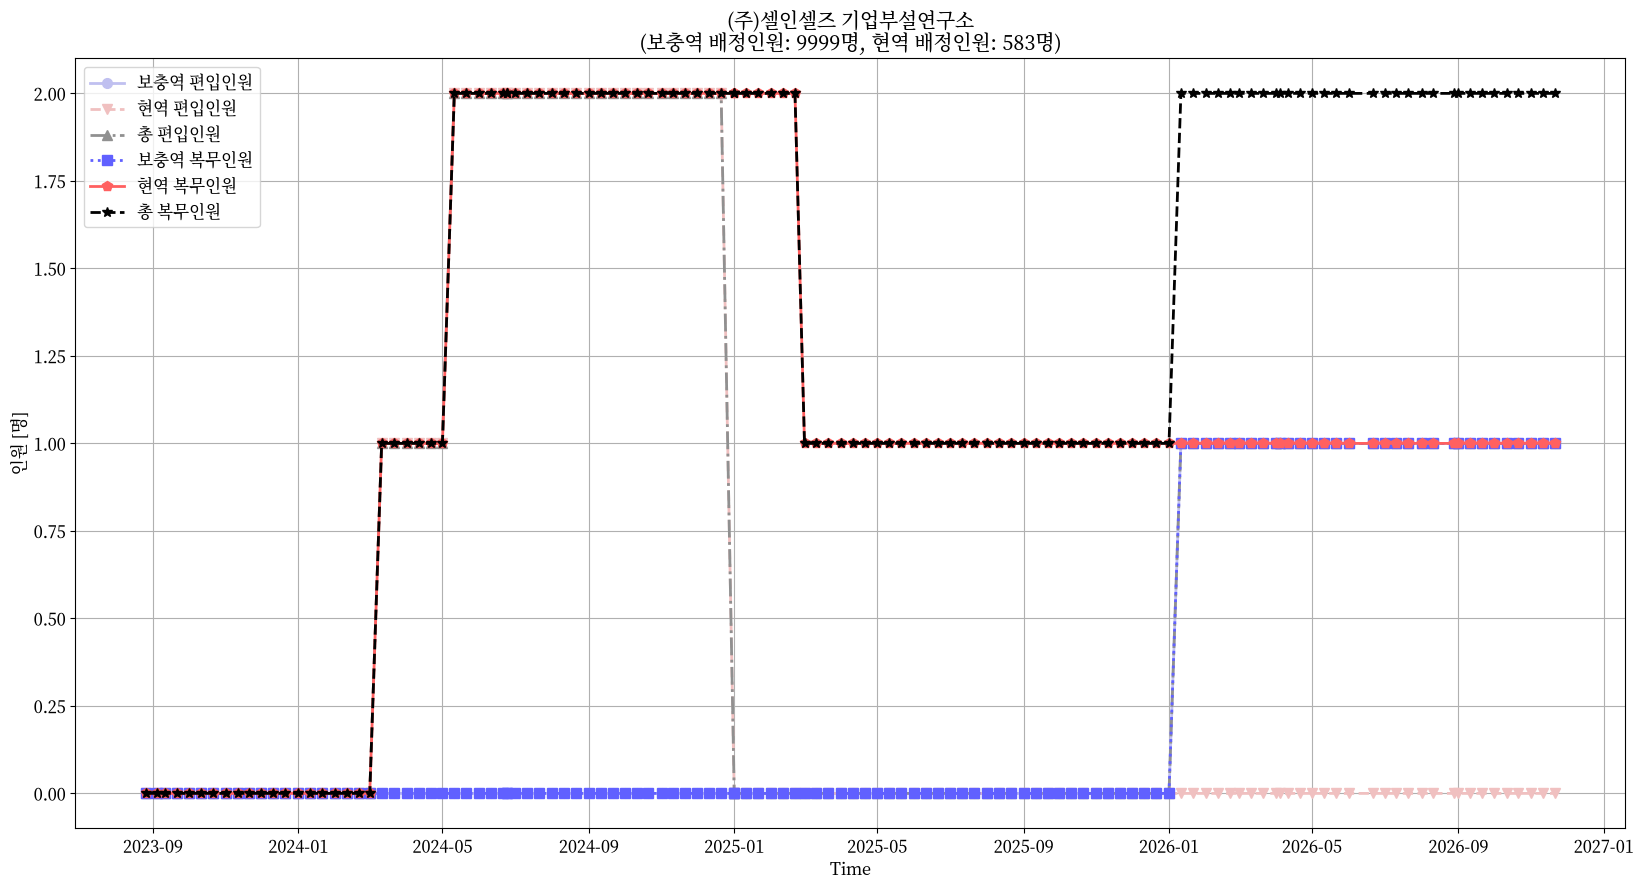 (주)셀인셀즈 기업부설연구소
(보충역 배정인원: 9999명, 현역 배정인원: 583명)
보충역 편입인원
현역 편입인원
총 편입인원
보충역 복무인원
현역 복무인원
총 복무인원
2.00
1.75
1.50
1.25
1.00
0.75
0.50
0.25
0.00
인원 [명]
2023-09 2024-01 2024-05 2024-09 2025-01 2025-05 2025-09 2026-01 2026-05 2026-09 2027-01
Time